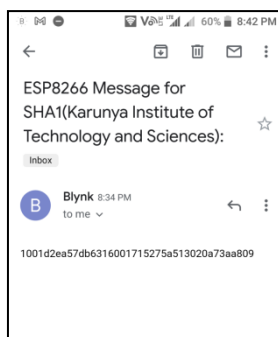 60% 8:42 PM
ESP8266 Message for
SHA1(Karunya Institute of
Technology and Sciences):
Inbox
B
Blynk 8:34 PM
to me
1001d2ea57db6316001715275a513020a73aa809